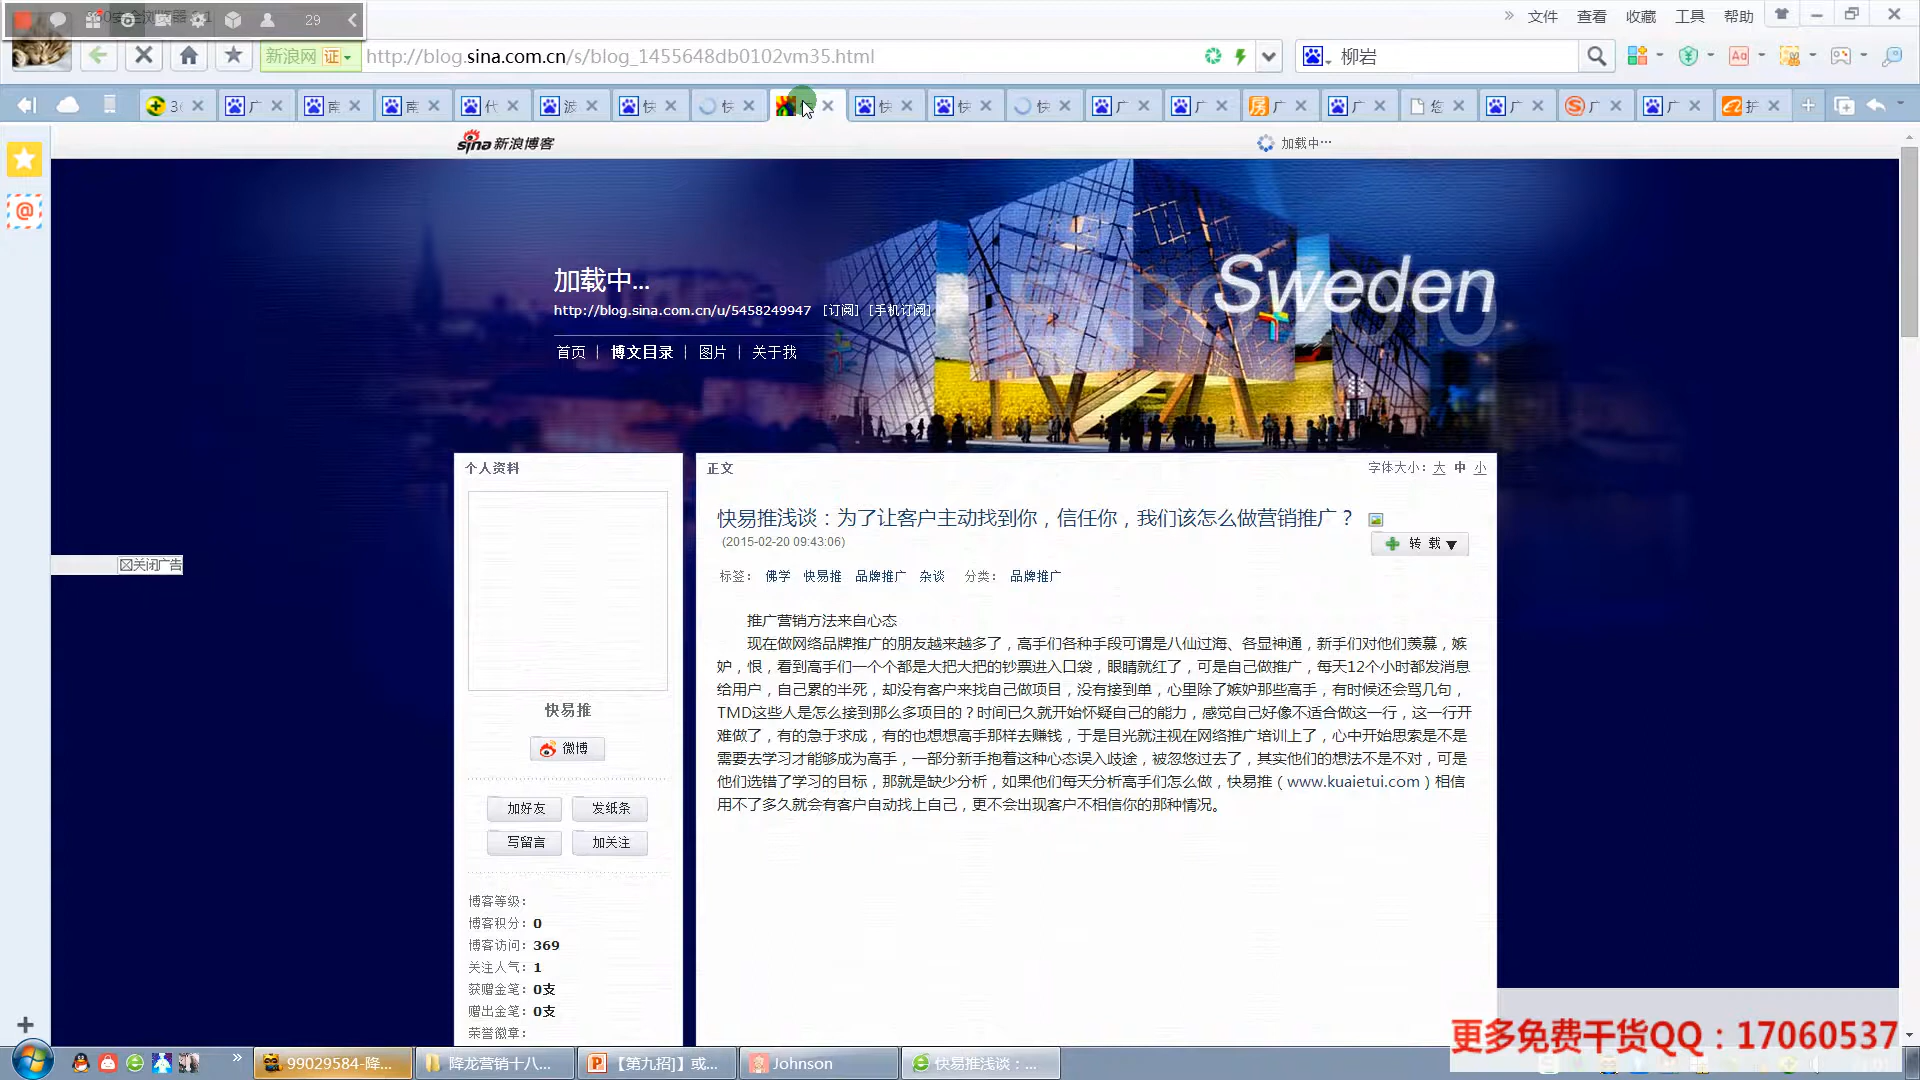 29
文件 查看 收藏 工具 帮助
新浪网 证
http://blog.sina.com.cn/s/blog_1455648db0102vm35.html
柳岩
sina 新浪博客
加载中…
加载中...
http://blog.sina.com.cn/u/5458249947 [订阅] [手机订阅]
首页 | 博文目录 | 图片 | 关于我
Sweden
☒关闭广告
个人资料
快易推
微博
加好友 发纸条
写留言 加关注
博客等级：
博客积分：0
博客访问：369
关注人气：1
获赠金笔：0支
赠出金笔：0支
荣誉徽章：
正文
字体大小：大 中 小
快易推浅谈：为了让客户主动找到你，信任你，我们该怎么做营销推广？
(2015-02-20 09:43:06)
转 载▼
标签： 佛学 快易推 品牌推广 杂谈 分类： 品牌推广
推广营销方法来自心态
现在做网络品牌推广的朋友越来越多了，高手们各种手段可谓是八仙过海、各显神通，新手们对他们羡慕，嫉
妒，恨，看到高手们一个个都是大把大把的钞票进入口袋，眼睛就红了，可是自己做推广，每天12个小时都发消息
给用户，自己累的半死，却没有客户来找自己做项目，没有接到单，心里除了嫉妒那些高手，有时候还会骂几句，
TMD这些人是怎么接到那么多项目的？时间已久就开始怀疑自己的能力，感觉自己好像不适合做这一行，这一行开
难做了，有的急于求成，有的也想想高手那样去赚钱，于是目光就注视在网络推广培训上了，心中开始思索是不是
需要去学习才能够成为高手，一部分新手抱着这种心态误入歧途，被忽悠过去了，其实他们的想法不是不对，可是
他们选错了学习的目标，那就是缺少分析，如果他们每天分析高手们怎么做，快易推（www.kuaietui.com）相信
用不了多久就会有客户自动找上自己，更不会出现客户不相信你的那种情况。
更多免费干货QQ：17060537
99029584-降...
降龙营销十八...
【第九招]】或...
Johnson
快易推浅谈：...